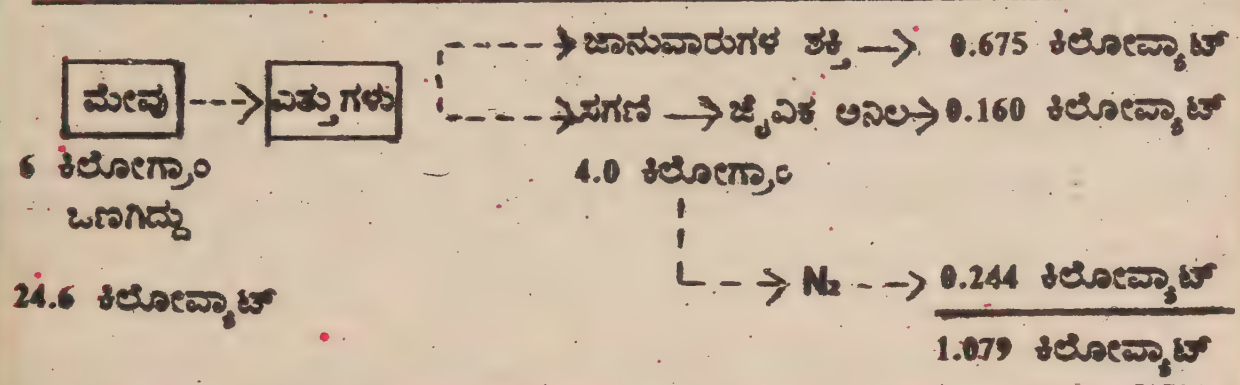 ಜಾನುವಾರುಗಳ ಶಕ್ತಿ 0.675 ಕಿಲೋವ್ಯಾಟ್
ಮೇವು ಎತ್ತುಗಳು
ಸಗಣಿ ಜೈವಿಕ ಅನಿಲ 0.160 ಕಿಲೋವ್ಯಾಟ್
6 ಕಿಲೋಗ್ರಾಂ 4.0 ಕಿಲೋಗ್ರಾಂ
ಒಣಗಿದ್ದು
24.6 ಕಿಲೋವ್ಯಾಟ್ N₂ 0.244 ಕಿಲೋವ್ಯಾಟ್
1.079 ಕಿಲೋವ್ಯಾಟ್